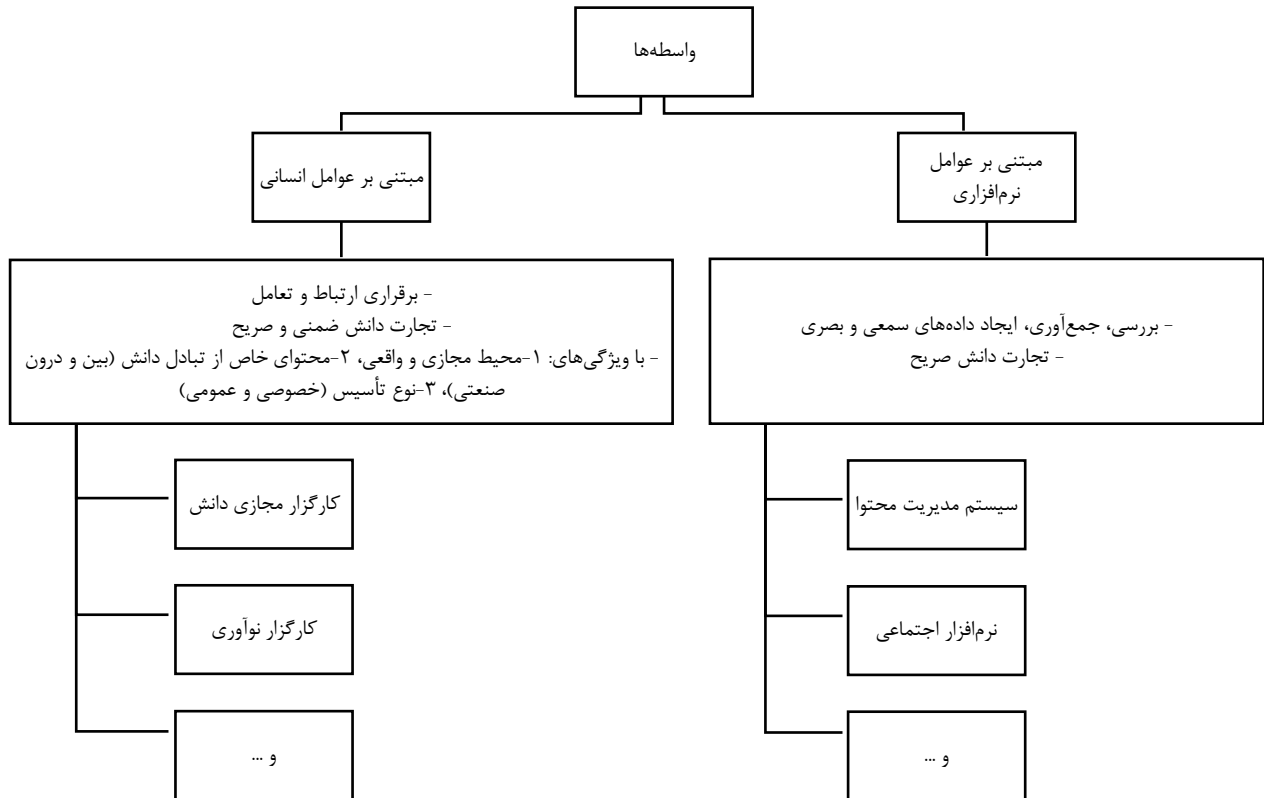 واسطه‌ها
مبتنی بر عوامل
نرم‌افزاری
مبتنی بر عوامل انسانی
- بررسی، جمع‌آوری، ایجاد داده‌های سمعی و بصری
- تجارت دانش صریح
- برقراری ارتباط و تعامل
- تجارت دانش ضمنی و صریح
- با ویژگی‌های: ۱-محیط مجازی و واقعی، ۲-محتوای خاص از تبادل دانش (بین و درون
صنعتی)، ۳-نوع تأسیس (خصوصی و عمومی)
سیستم مدیریت محتوا
نرم‌افزار اجتماعی
و ...
کارگزار مجازی دانش
کارگزار نوآوری
و ...